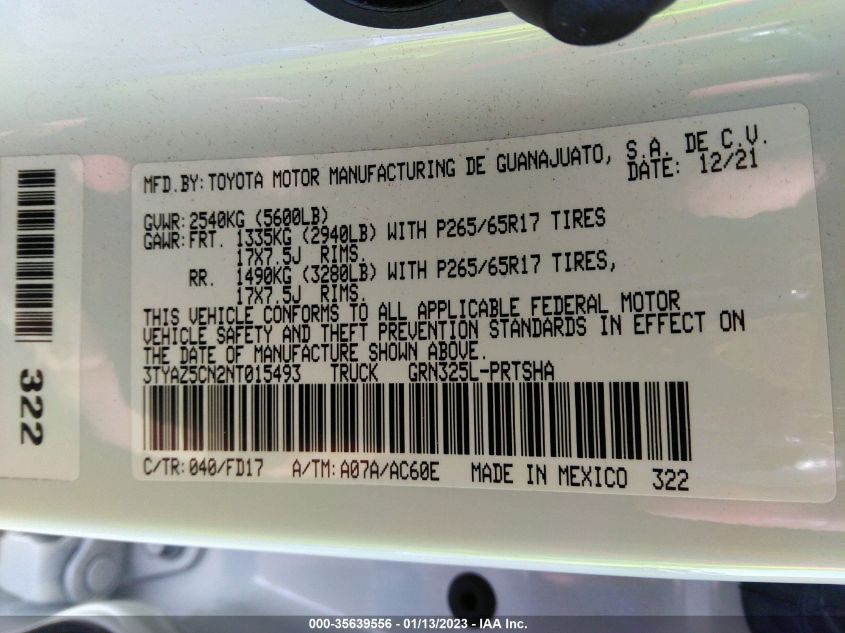 MFD.BY:TOYOTA MOTOR MANUFACTURING DE GUANAJUATO, S.A. DE C.V.
DATE: 12/21
GVWR:2540KG (5600LB)
GAWR:FRT. 1335KG (2940LB) WITH P265/65R17 TIRES
17X7.5J RIMS.
RR. 1490KG (3280LB) WITH P265/65R17 TIRES,
17X7.5J RIMS.
THIS VEHICLE CONFORMS TO ALL APPLICABLE FEDERAL MOTOR
VEHICLE SAFETY AND THEFT PREVENTION STANDARDS IN EFFECT ON
THE DATE OF MANUFACTURE SHOWN ABOVE.
3TYAZ5CN2NT015493 TRUCK GRN325L-PRTSHA
C/TR:040/FD17 A/TM:A07A/AC60E MADE IN MEXICO 322
322
000-35639556 - 01/13/2023 - IAA Inc.